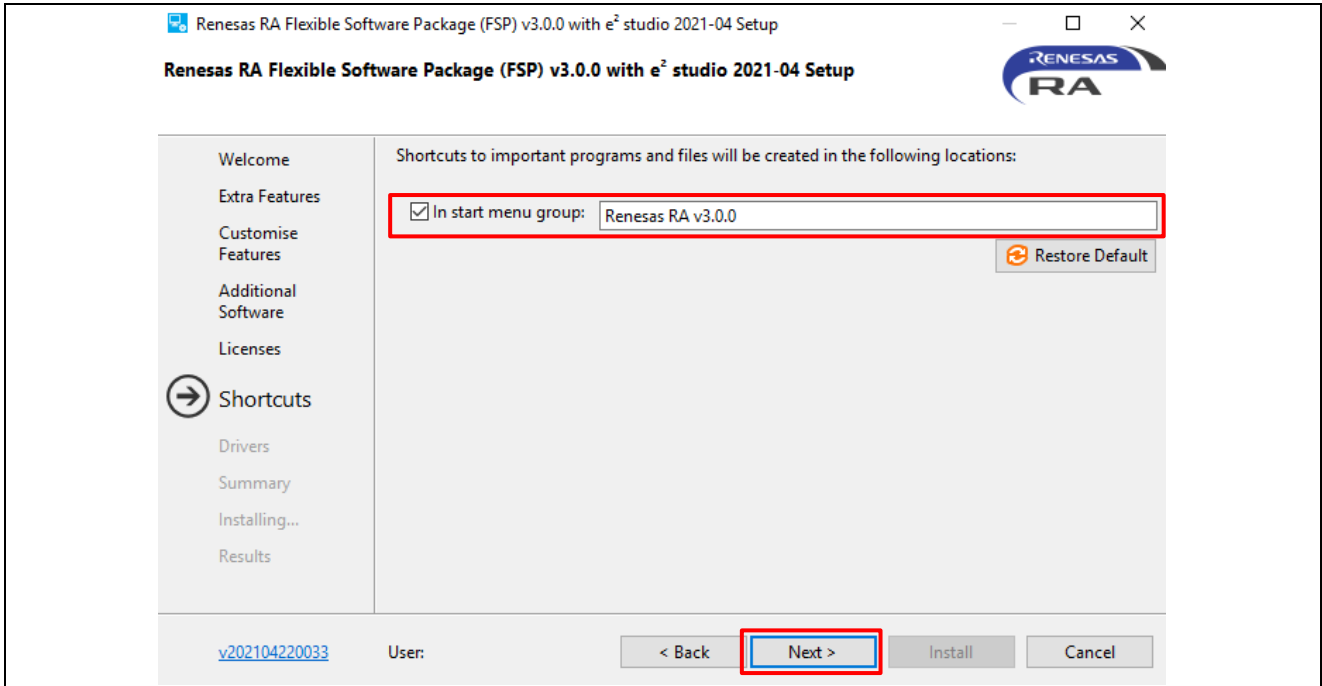 Renesas RA Flexible Software Package (FSP) v3.0.0 with e² studio 2021-04 Setup
Renesas RA Flexible Software Package (FSP) v3.0.0 with e² studio 2021-04 Setup
RENESAS
RA
Welcome
Extra Features
Customise
Features
Additional
Software
Licenses
Shortcuts
Drivers
Summary
Installing...
Results
Shortcuts to important programs and files will be created in the following locations:
In start menu group: Renesas RA v3.0.0
Restore Default
v202104220033 User: < Back Next > Install Cancel